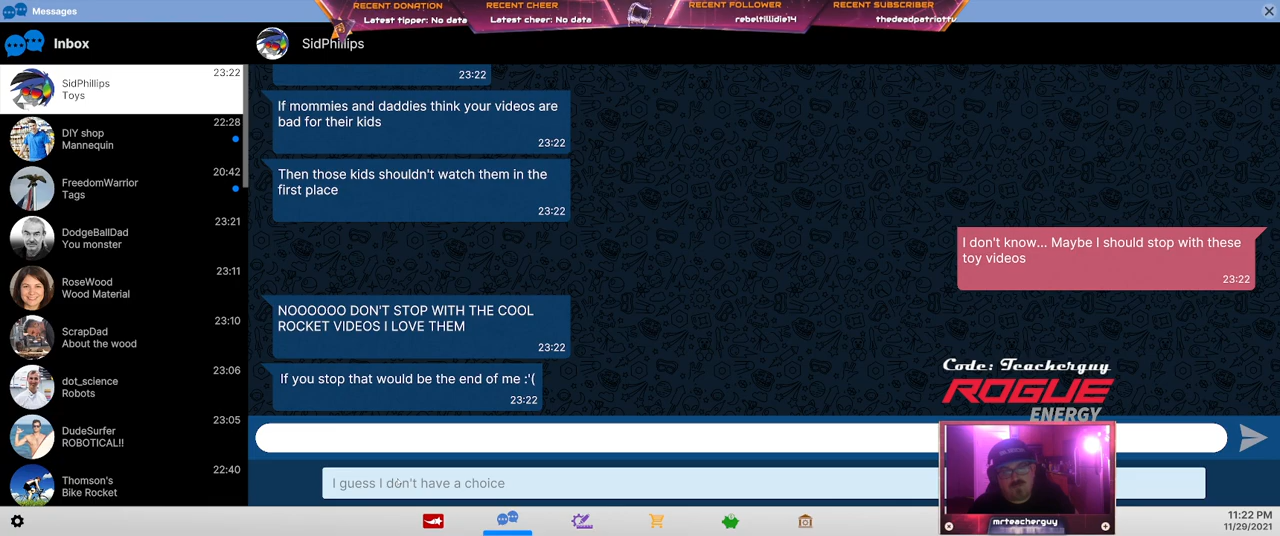 Messages
RECENT DONATION
Latest tipper: No data
RECENT CHEER
Latest cheer: No data
RECENT FOLLOWER
rebeltillidie14
RECENT SUBSCRIBER
thedeadpatriottv
Inbox
SidPhillips
SidPhillips
Toys
23:22
DIY shop
Mannequin
22:28
FreedomWarrior
Tags
20:42
DodgeBallDad
You monster
23:21
RoseWood
Wood Material
23:11
ScrapDad
About the wood
23:10
dot_science
Robots
23:06
DudeSurfer
ROBOTICAL!!
23:05
Thomson's
Bike Rocket
22:40
23:22
If mommies and daddies think your videos are
bad for their kids
23:22
Then those kids shouldn't watch them in the
first place
23:22
I don't know... Maybe I should stop with these
toy videos
23:22
NOOOOOO DON'T STOP WITH THE COOL
ROCKET VIDEOS I LOVE THEM
23:22
If you stop that would be the end of me :'(
23:22
Code: Teacherguy
ROGUE
ENERGY
I guess I don't have a choice
mrteacherguy
11:22 PM
11/29/2021